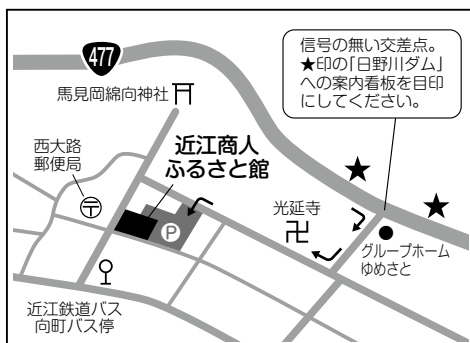 477
信号の無い交差点。
★印の「日野川ダム」
への案内看板を目印
にしてください。
馬見岡綿向神社
西大路
郵便局
近江商人
ふるさと館
★
光延寺
★
P
グループホーム
ゆめさと
近江鉄道バス
向町バス停